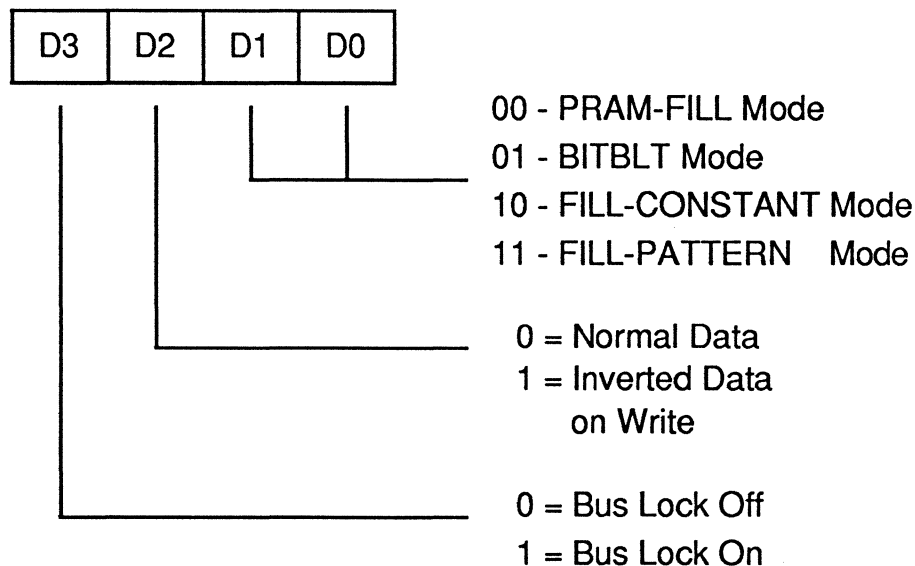 D3 D2 D1 D0
00 - PRAM-FILL Mode
01 - BITBLT Mode
10 - FILL-CONSTANT Mode
11 - FILL-PATTERN Mode
0 = Normal Data
1 = Inverted Data
on Write
0 = Bus Lock Off
1 = Bus Lock On